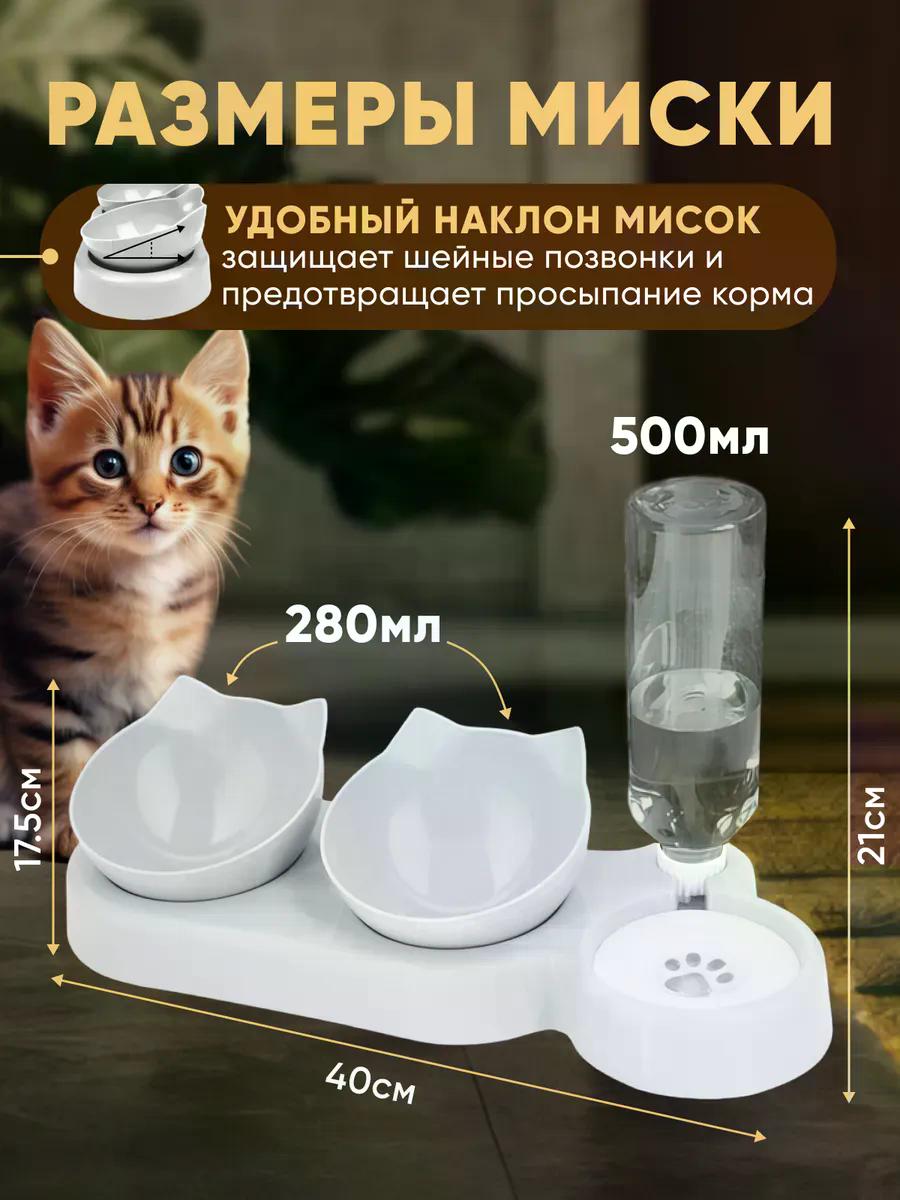 РАЗМЕРЫ МИСКИ
УДОБНЫЙ НАКЛОН МИСОК
защищает шейные позвонки и
предотвращает просыпание корма
500мл
280мл
17.5см
21см
40см